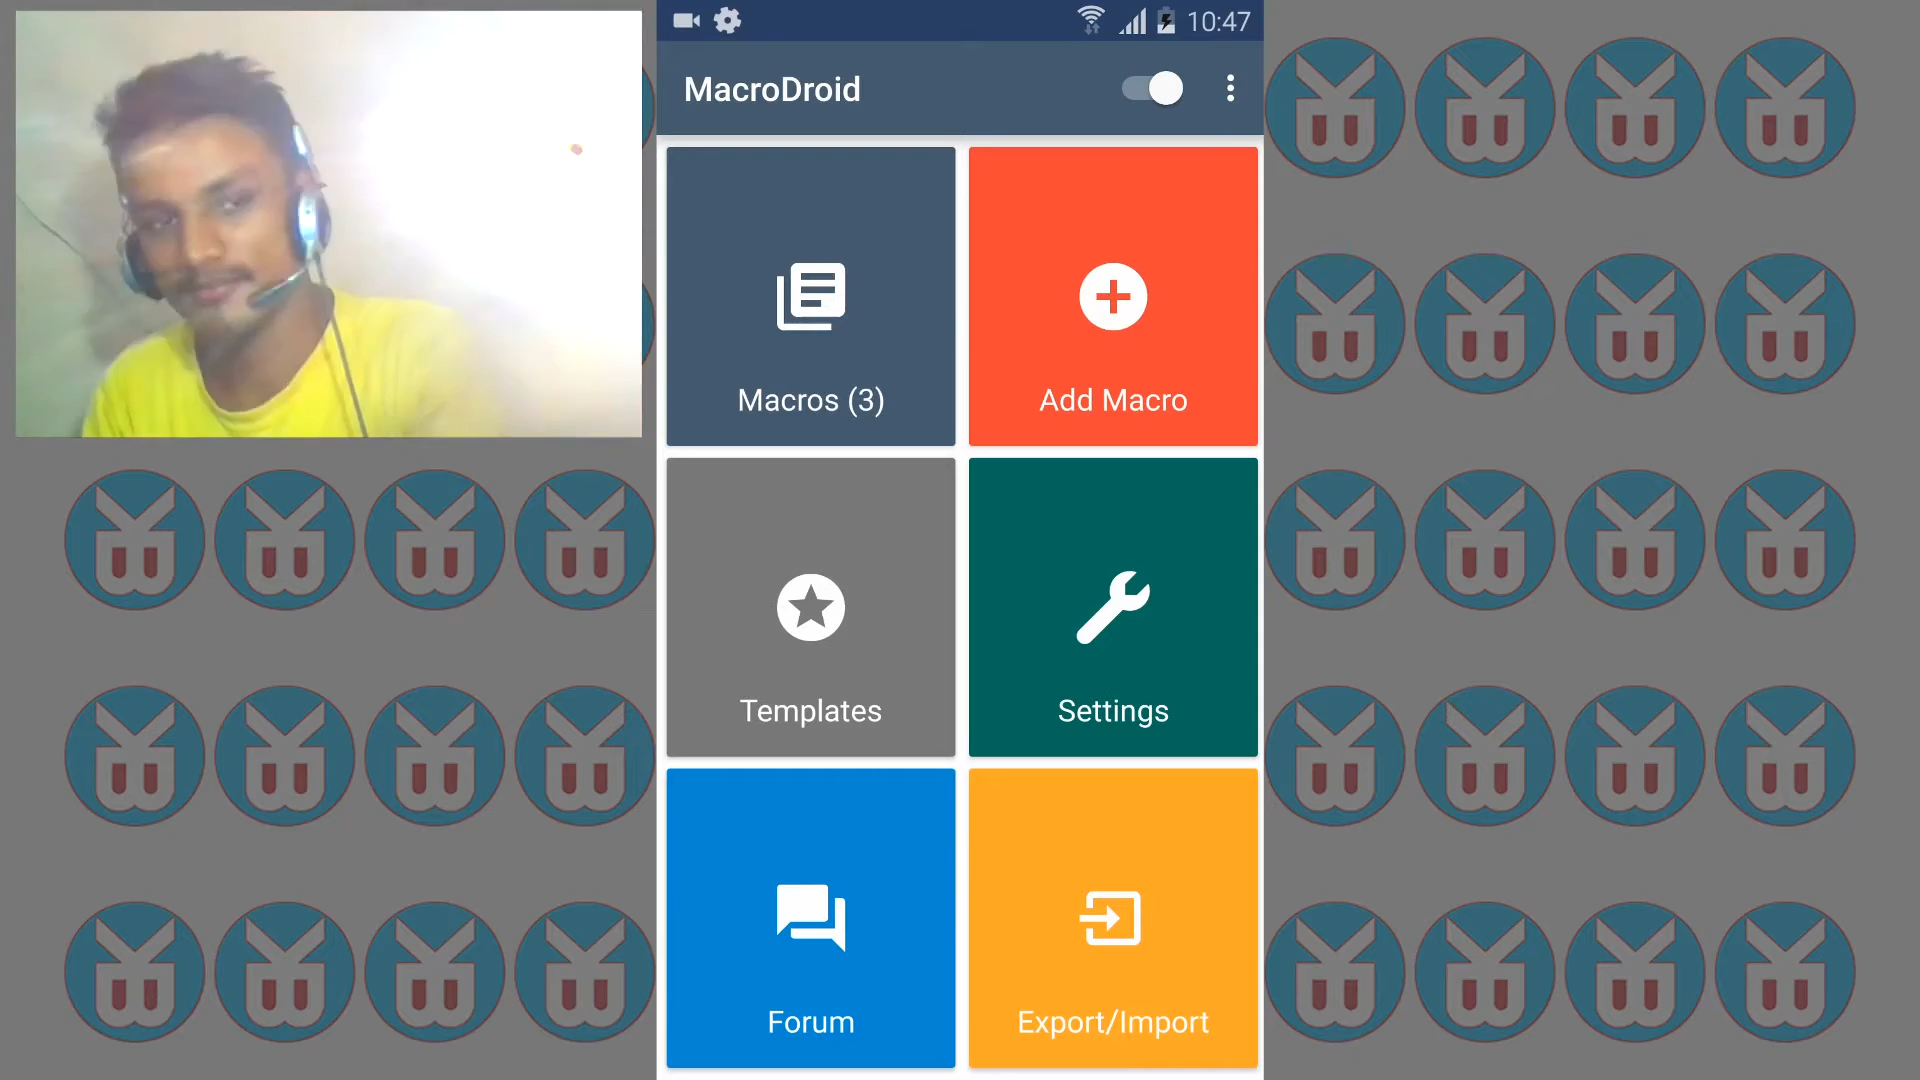 10:47
MacroDroid
Macros (3)
Add Macro
Templates
Settings
Forum
Export/Import